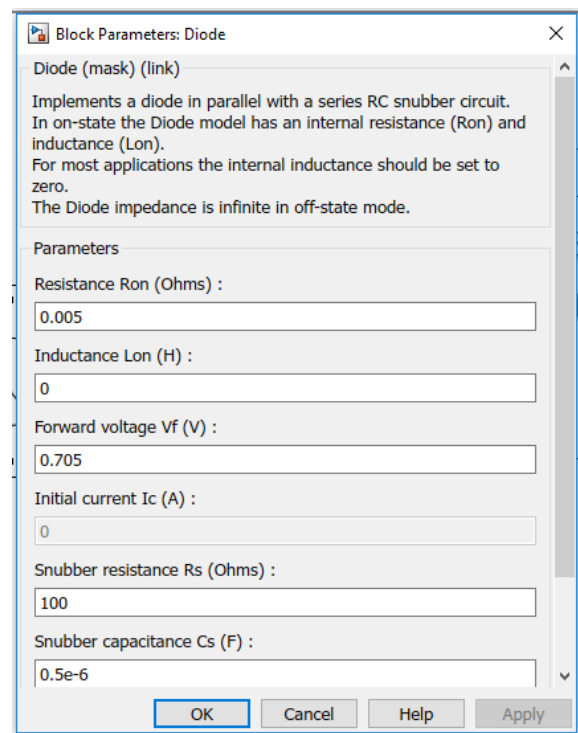 Block Parameters: Diode
Diode (mask) (link)
Implements a diode in parallel with a series RC snubber circuit.
In on-state the Diode model has an internal resistance (Ron) and
inductance (Lon).
For most applications the internal inductance should be set to
zero.
The Diode impedance is infinite in off-state mode.
Parameters
Resistance Ron (Ohms) :
0.005
Inductance Lon (H) :
0
Forward voltage Vf (V) :
0.705
Initial current Ic (A) :
0
Snubber resistance Rs (Ohms) :
100
Snubber capacitance Cs (F) :
0.5e-6
OK Cancel Help Apply